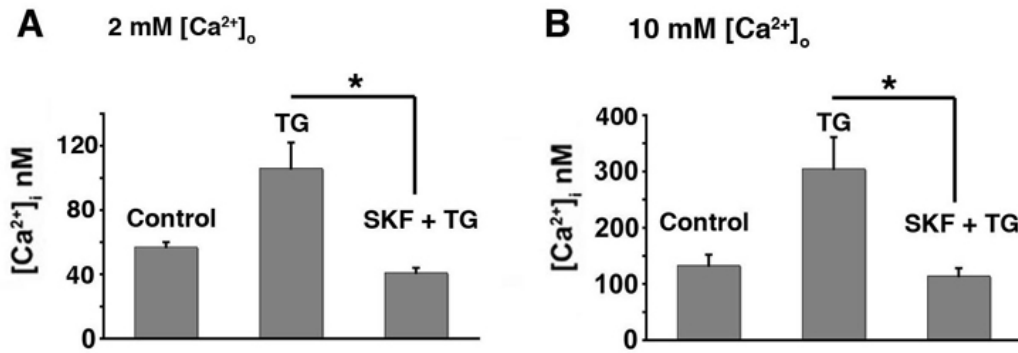 A 2 mM [Ca²⁺]ₒ
[Ca²⁺]ᵢ nM
120
80
40
0
Control
TG
*
SKF + TG
B 10 mM [Ca²⁺]ₒ
[Ca²⁺]ᵢ nM
400
300
200
100
0
Control
TG
*
SKF + TG